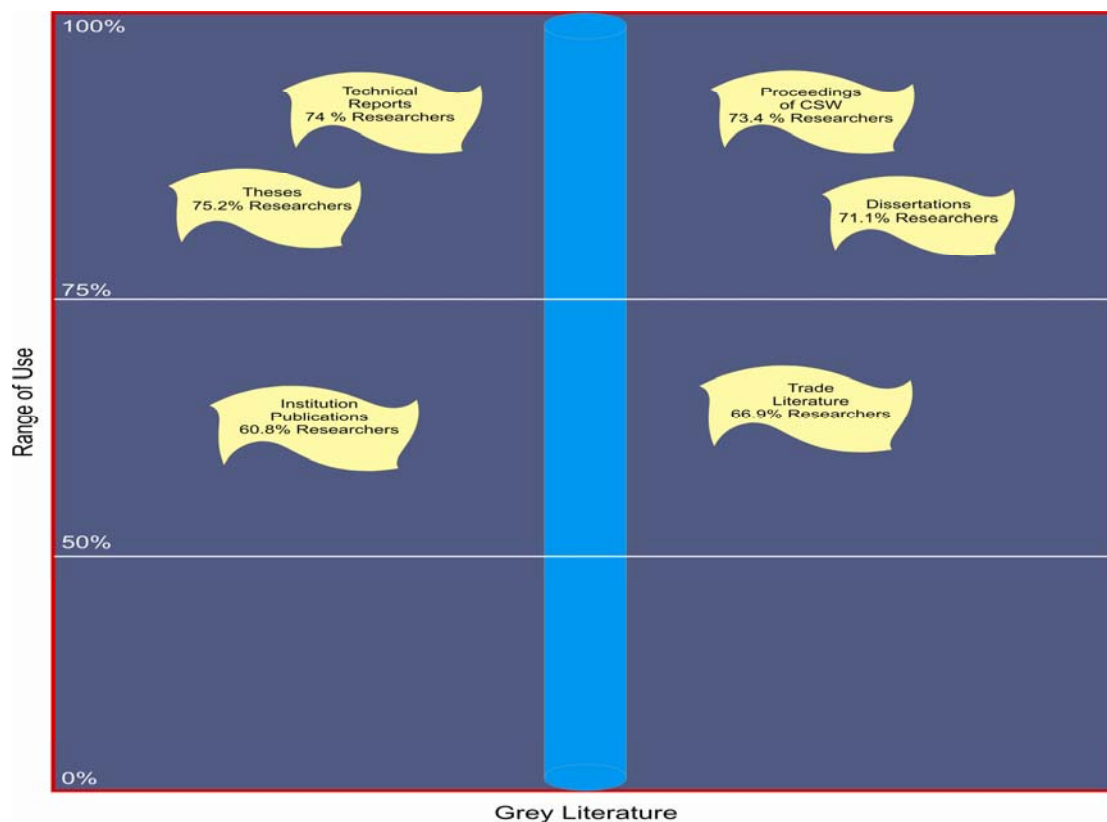 100%
Technical
Reports
74 % Researchers
Proceedings
of CSW
73.4 % Researchers
Theses
75.2% Researchers
Dissertations
71.1% Researchers
75%
Range of Use
Institution
Publications
60.8% Researchers
Trade
Literature
66.9% Researchers
50%
0%
Grey Literature